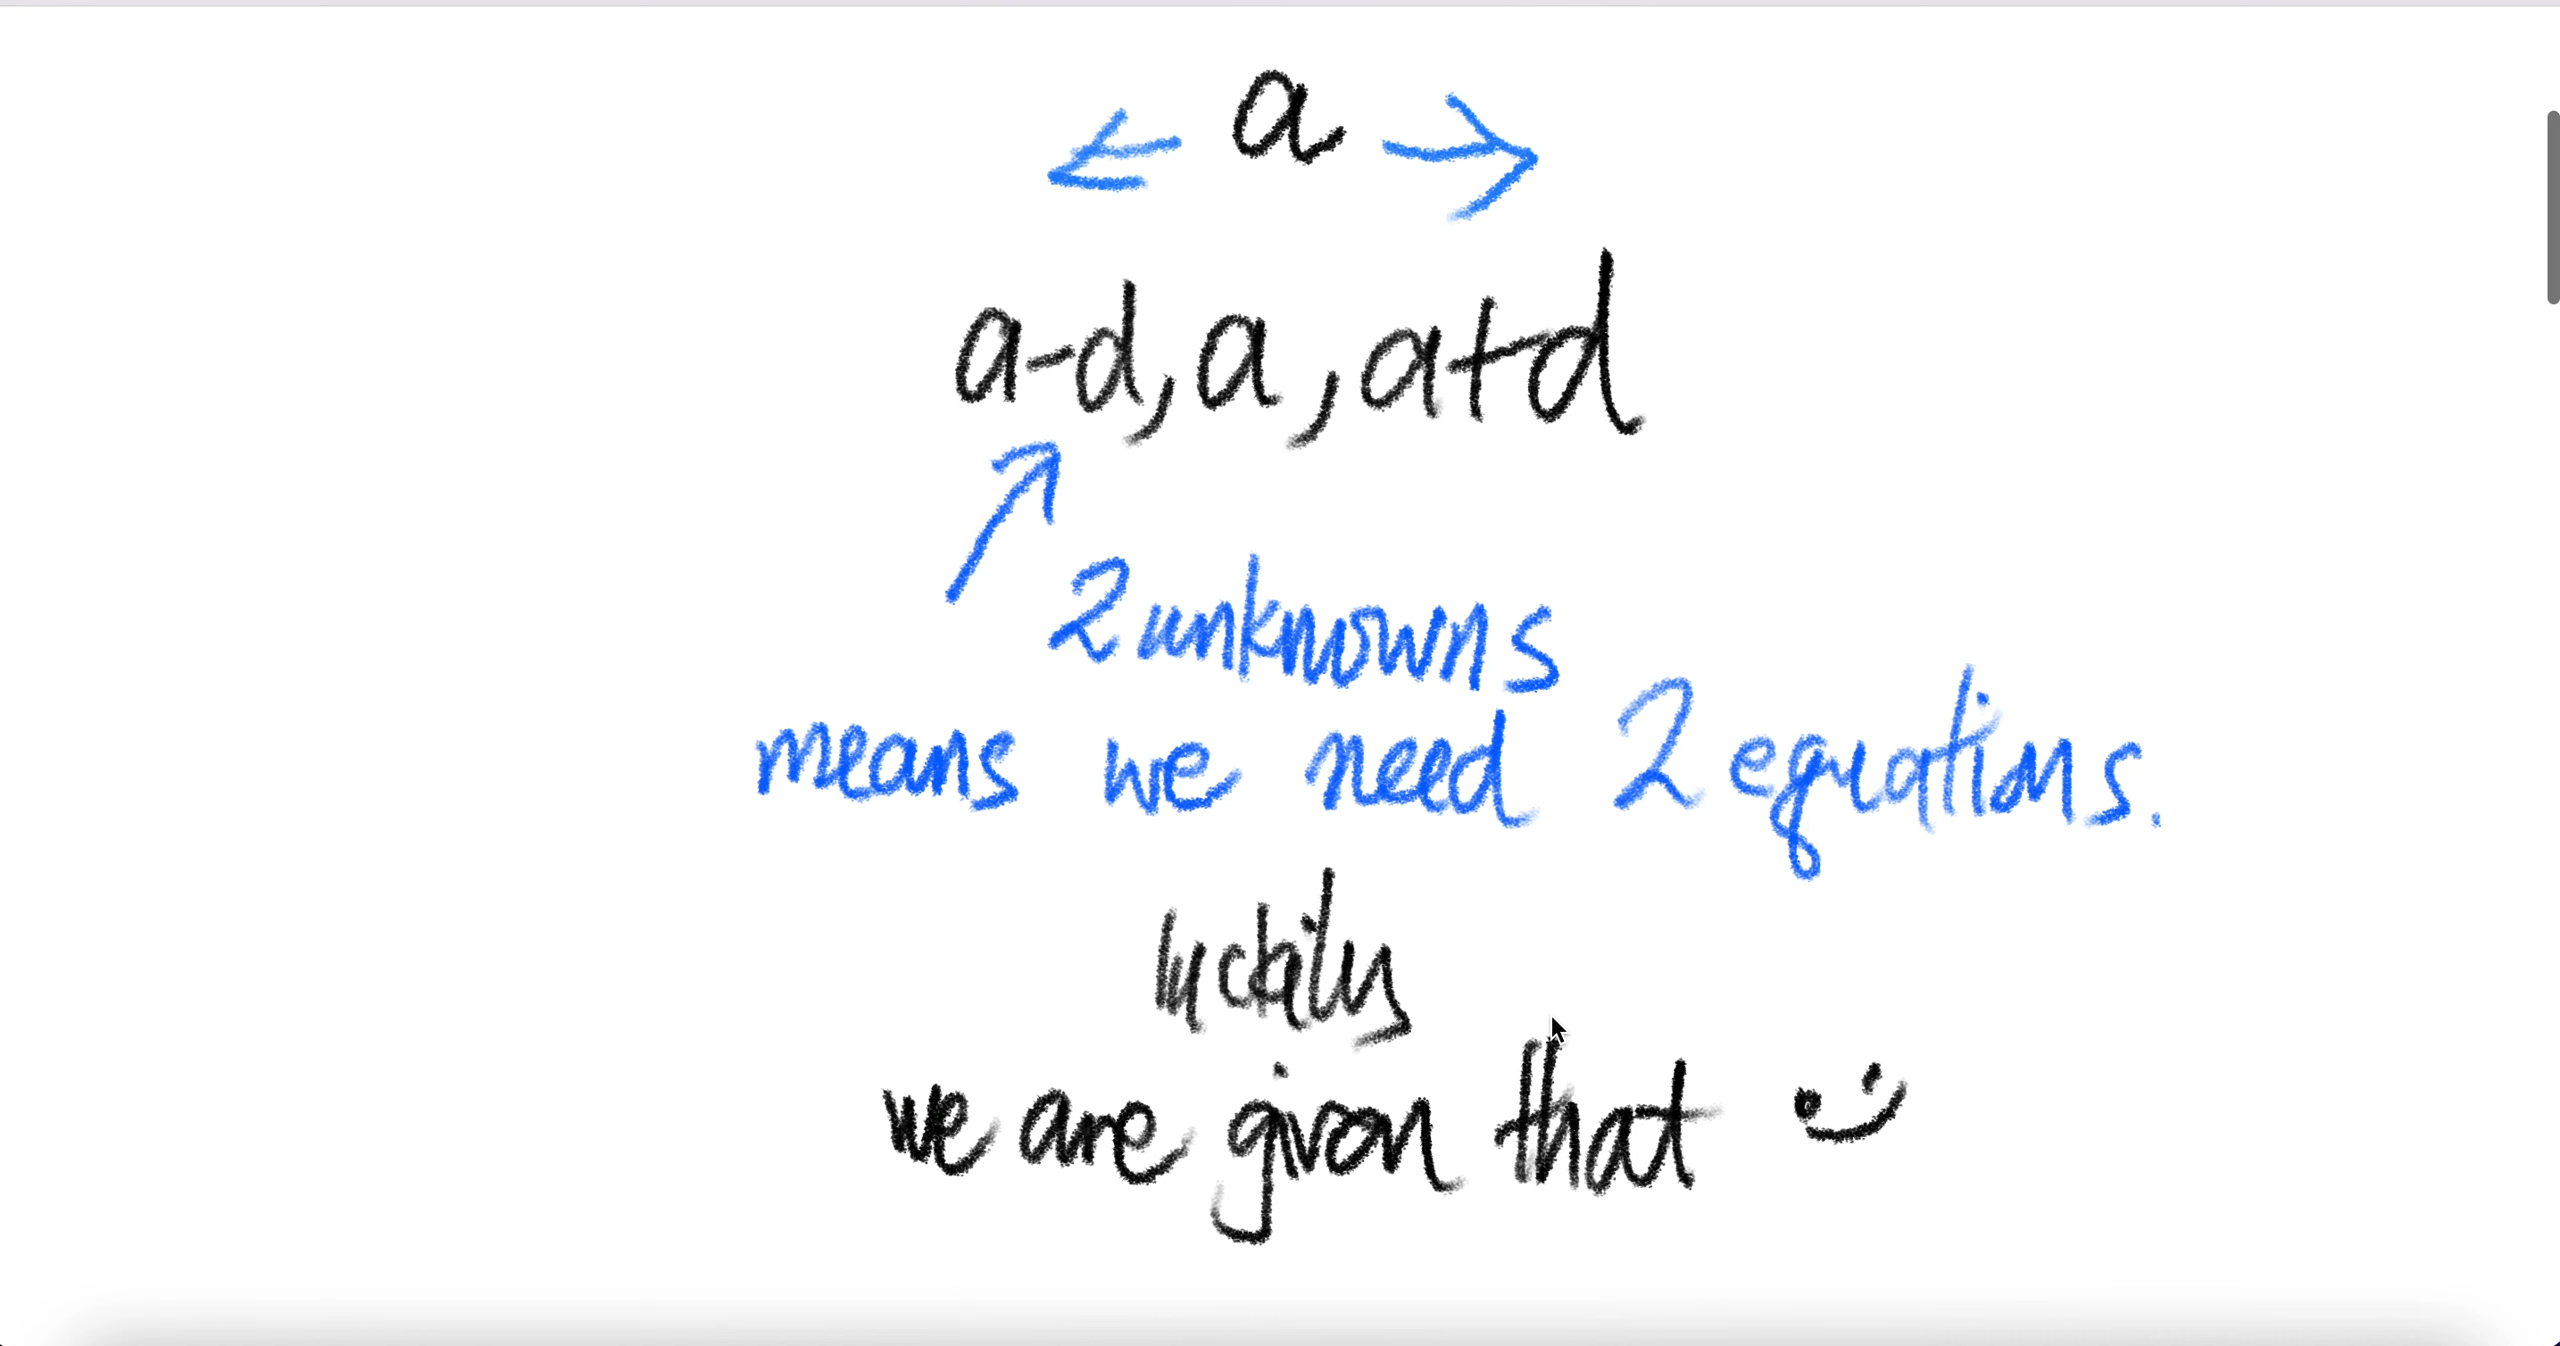 a
a-d, a, a+d
2 unknowns
means we need 2 equations.
luckily
we are given that